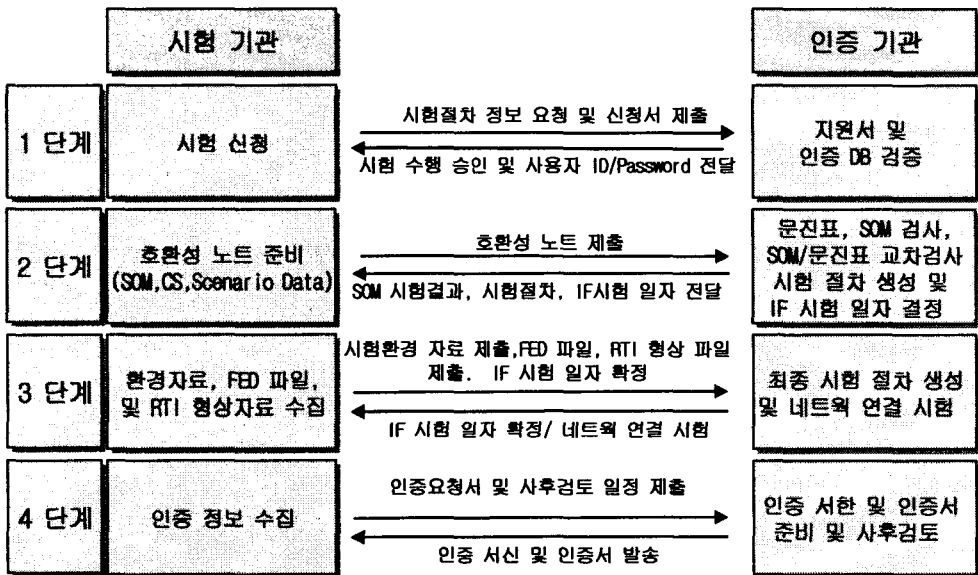 시험 기관
인증 기관
1 단계
시험 신청
시험절차 정보 요청 및 신청서 제출
시험 수행 승인 및 사용자 ID/Password 전달
지원서 및
인증 DB 검증
2 단계
호환성 노트 준비
(SOM,CS,Scenario Data)
호환성 노트 제출
SOM 시험결과, 시험절차, IF시험 일자 전달
문진표, SOM 검사,
SOM/문진표 교차검사
시험 절차 생성 및
IF 시험 일자 결정
3 단계
환경자료, FED 파일,
및 RTI 형상자료 수집
시험환경 자료 제출,FED 파일, RTI 형상 파일
제출. IF 시험 일자 확정
IF 시험 일자 확정/ 네트웍 연결 시험
최종 시험 절차 생성
및 네트웍 연결 시험
4 단계
인증 정보 수집
인증요청서 및 사후검토 일정 제출
인증 서신 및 인증서 발송
인증 서한 및 인증서
준비 및 사후검토